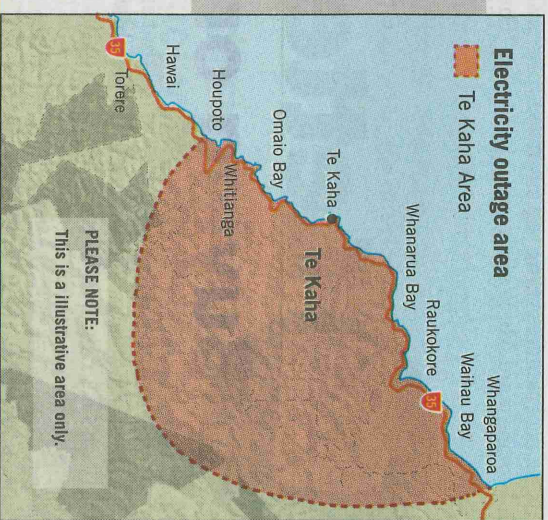 Electricity outage area
Te Kaha Area
Whangaparoa
Waihau Bay
Raukokore
35
Whanarua Bay
Te Kaha
Te Kaha
Omaio Bay
Whitianga
Houpoto
Hawai
Torere
35
PLEASE NOTE:
This is a illustrative area only.